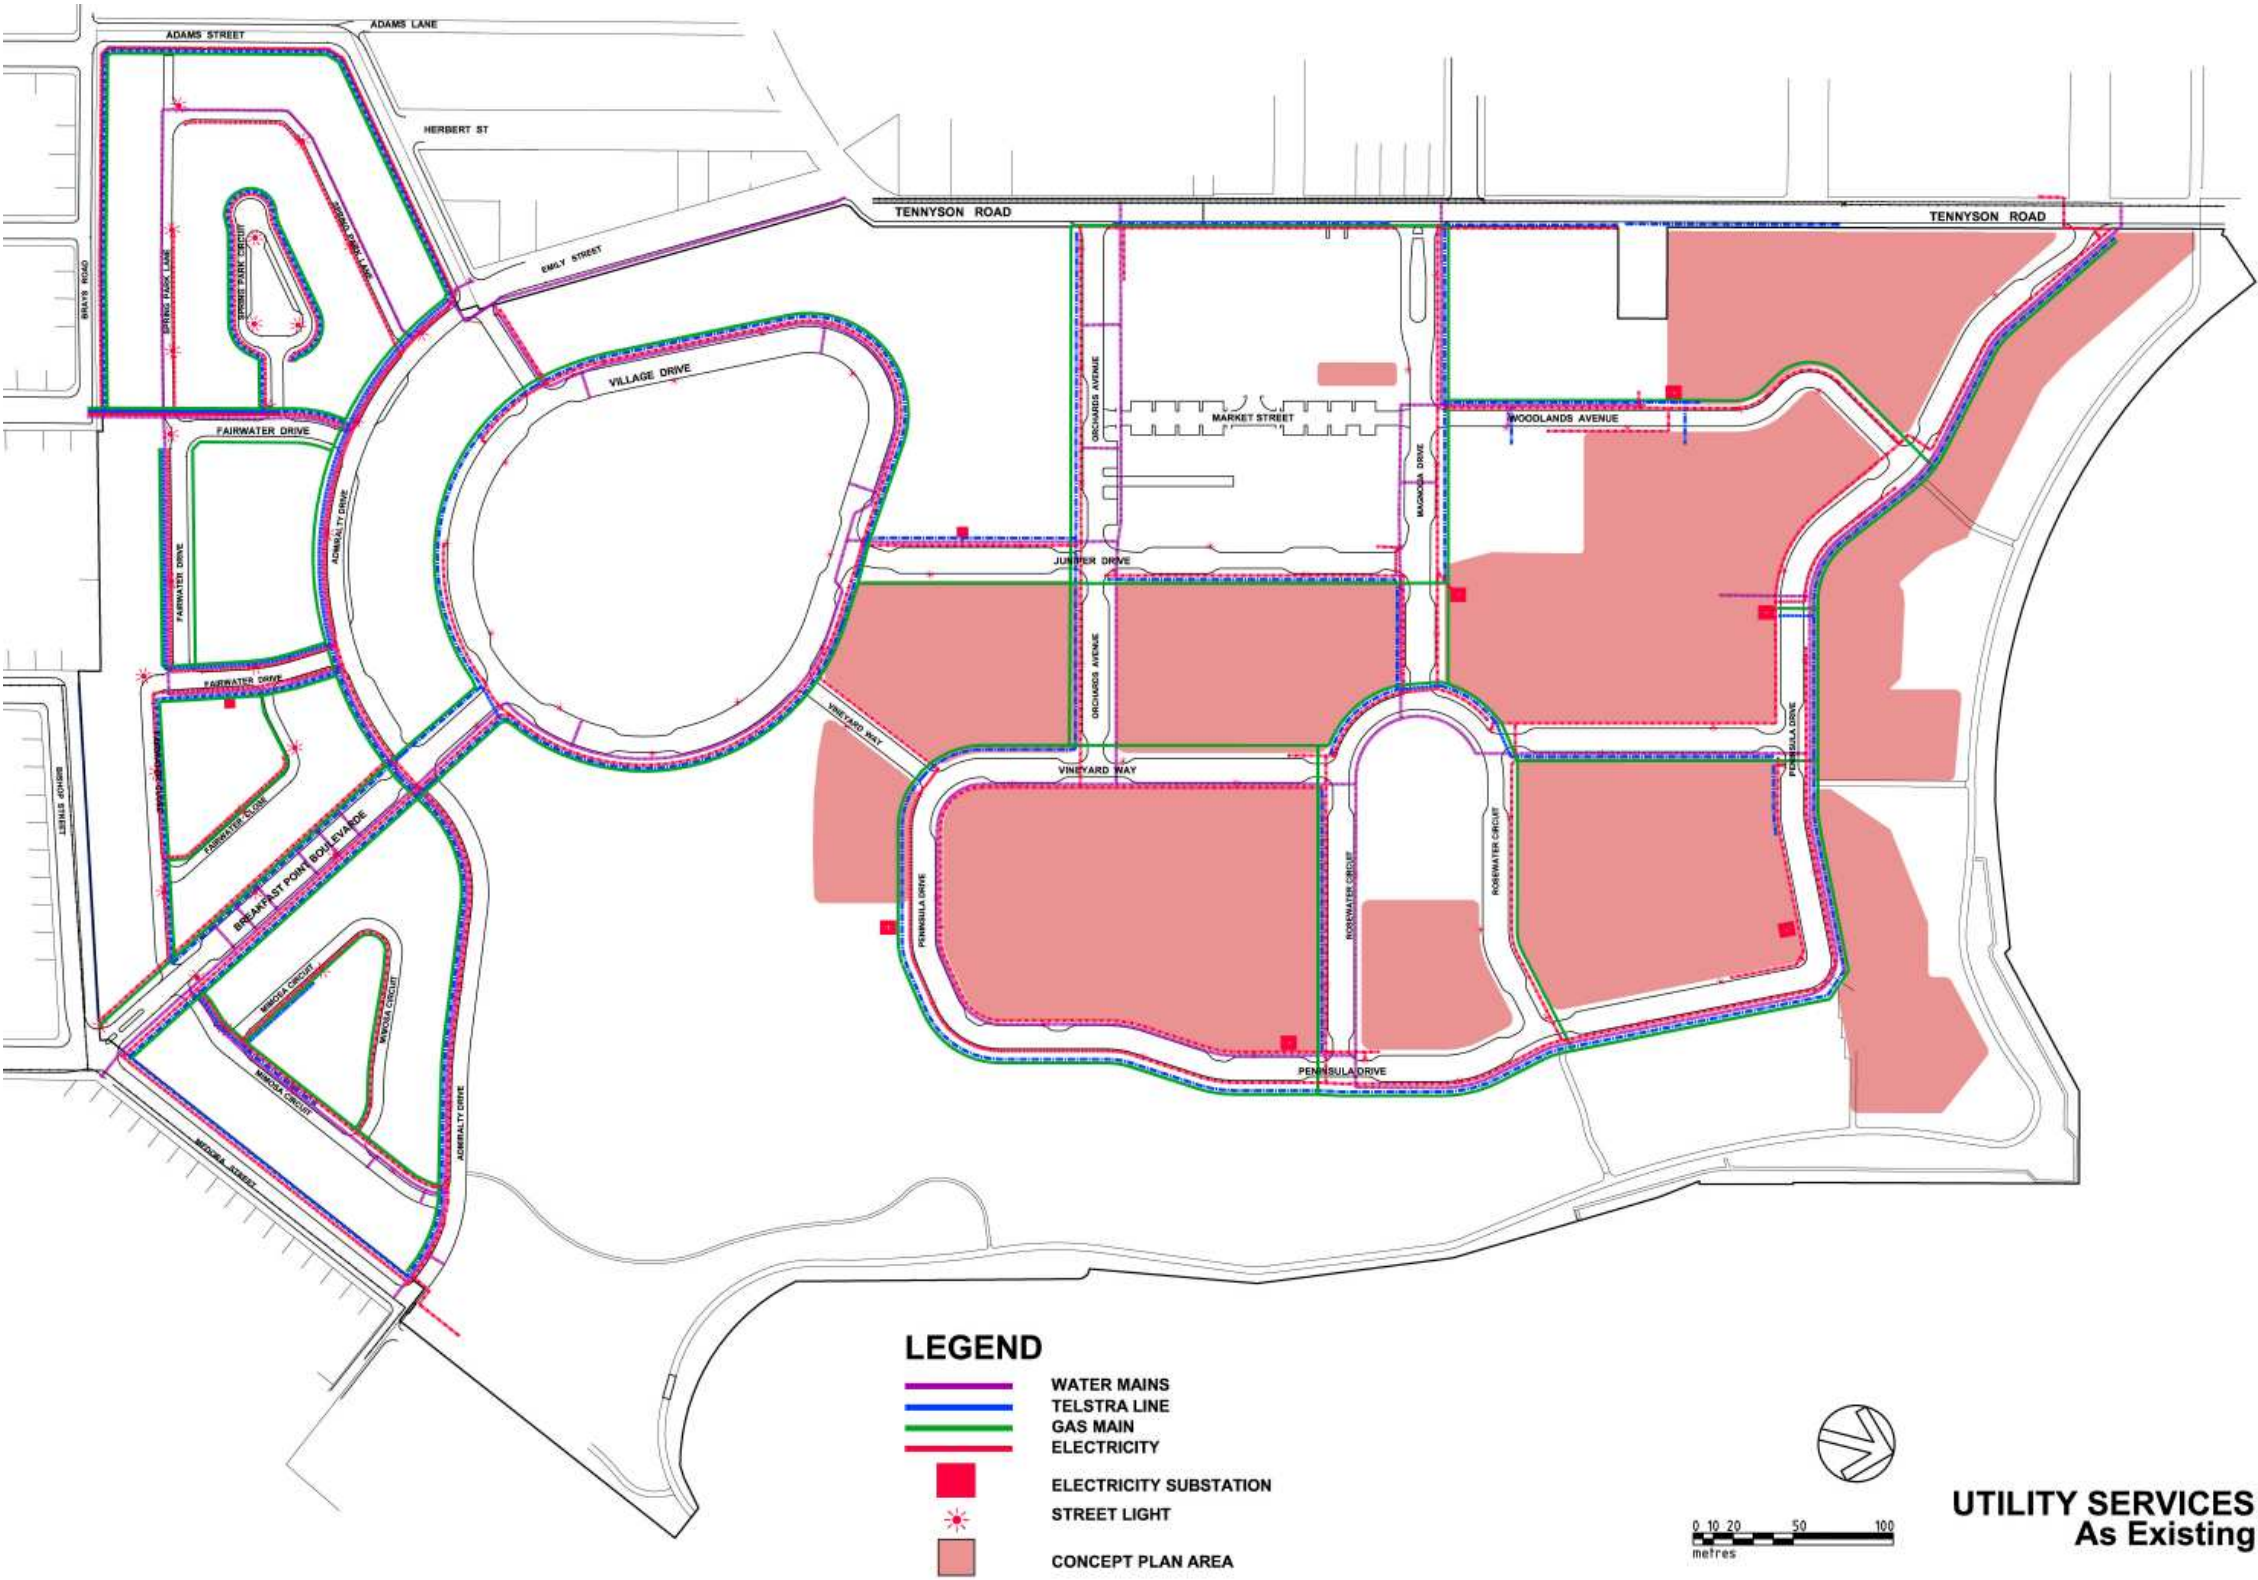 ADAMS LANE
ADAMS STREET
HERBERT ST
TENNYSON ROAD
TENNYSON ROAD
EMILY STREET
SPRING PARK LANE
SPRING PARK CIRCUIT
SPRING PARK LANE
BRAYS ROAD
VILLAGE DRIVE
ORCHARDS AVENUE
MARKET STREET
WOODLANDS AVENUE
FAIRWATER DRIVE
MAGNOLIA DRIVE
ADMIRALTY DRIVE
FAIRWATER DRIVE
JUNIPER DRIVE
ORCHARDS AVENUE
FAIRWATER DRIVE
VINEYARD WAY
PENINSULA DRIVE
VINEYARD WAY
BISHOP STREET
FAIRWATER CLOSE
FAIRWATER CLOSE
BREAKFAST POINT BOULEVARDE
ROSEWATER CIRCUIT
ROSEWATER CIRCUIT
PENINSULA DRIVE
MIMOSA CIRCUIT
MIMOSA CIRCUIT
MIMOSA CIRCUIT
PENINSULA DRIVE
ADMIRALTY DRIVE
MEDORA STREET
LEGEND
WATER MAINS
TELSTRA LINE
GAS MAIN
ELECTRICITY
ELECTRICITY SUBSTATION
STREET LIGHT
CONCEPT PLAN AREA
0 10 20 50 100
metres
UTILITY SERVICES
As Existing